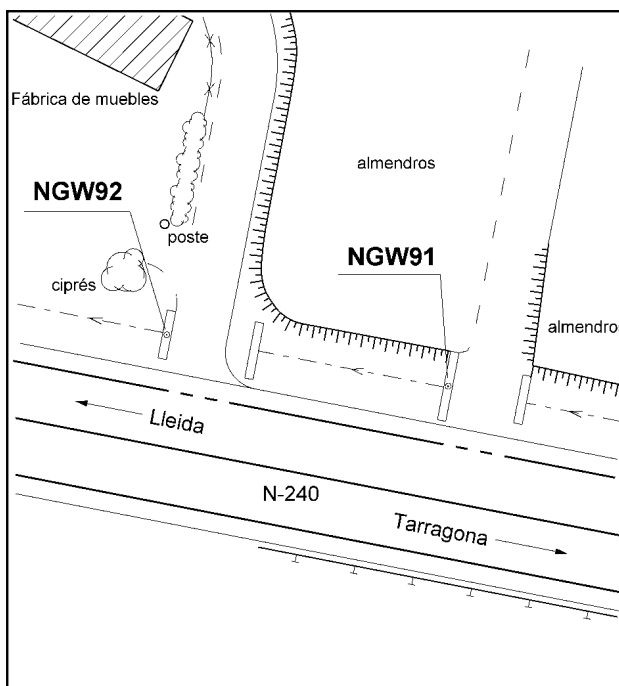 Fábrica de muebles
almendros
NGW92
poste
NGW91
ciprés
almendros
Lleida
N-240
Tarragona